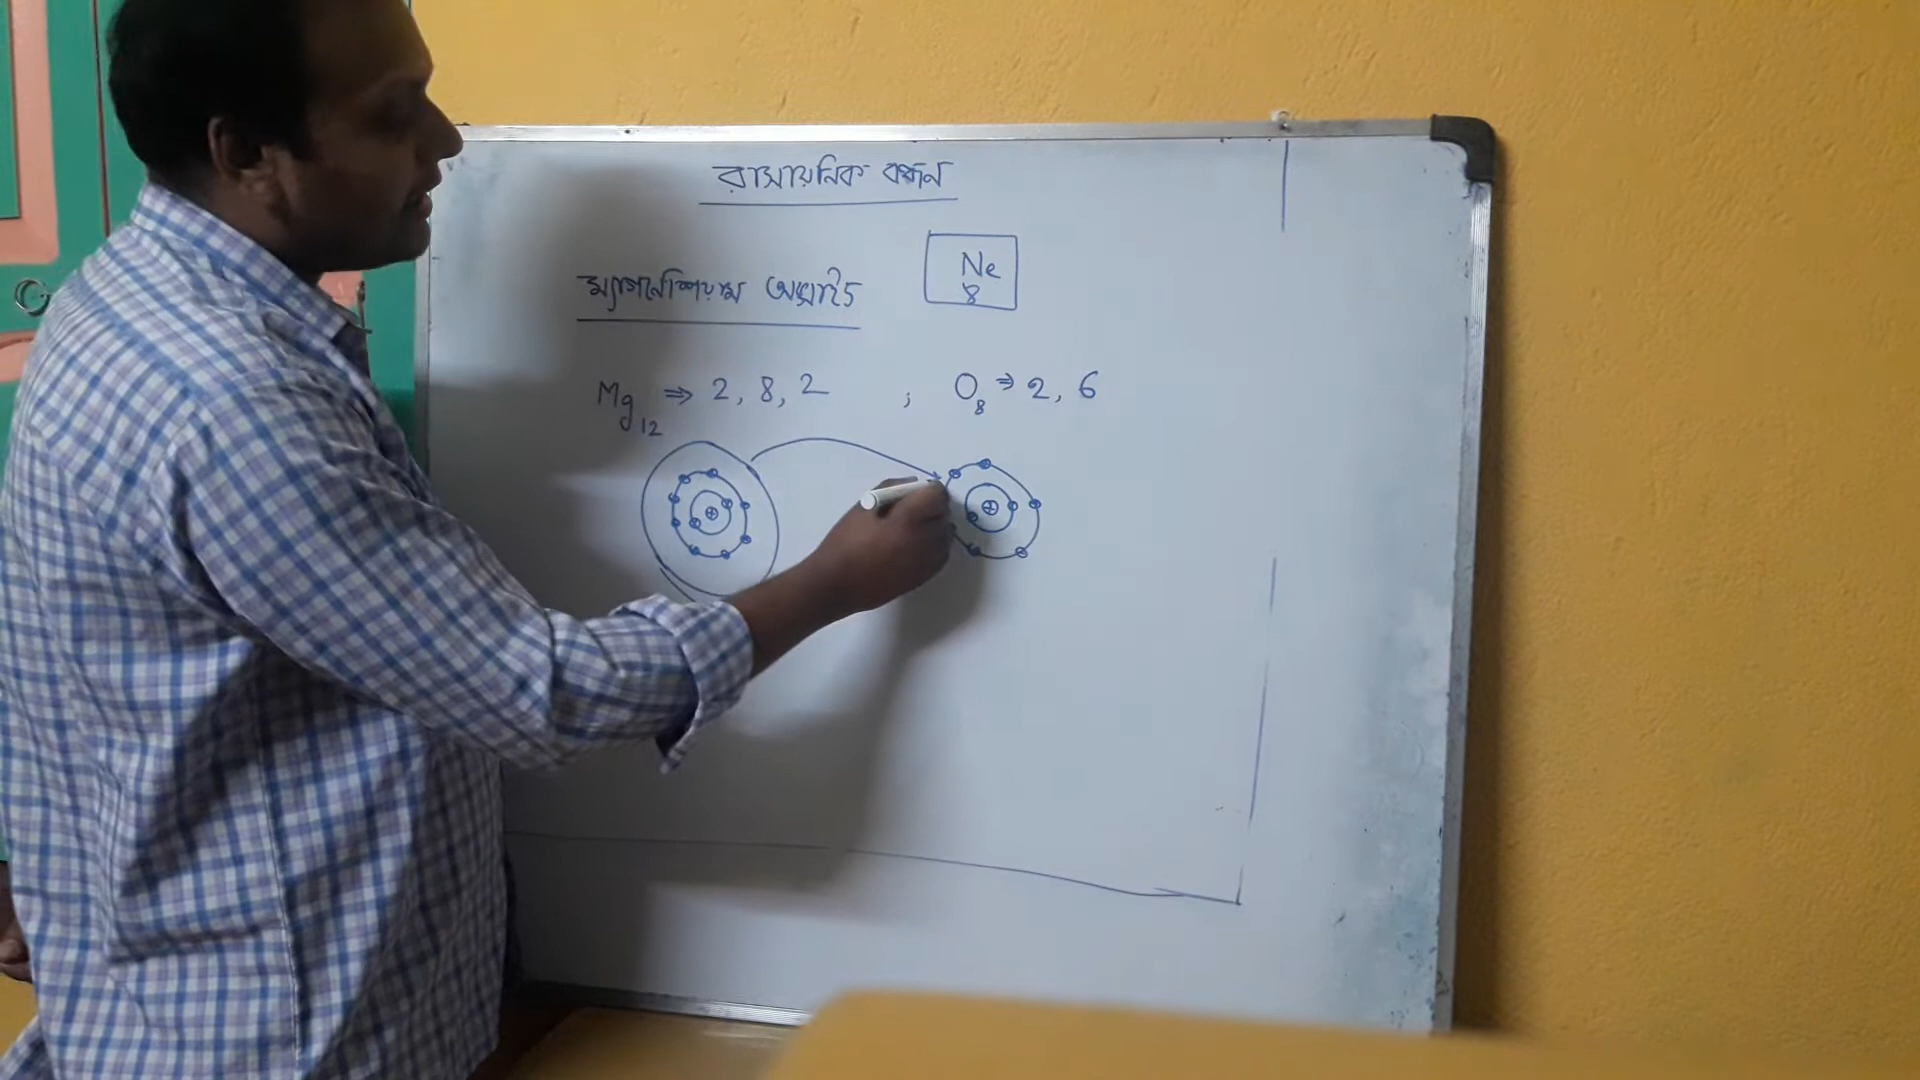 রাসায়নিক বন্ধন
Ne
8
ম্যাগনেশিয়াম অক্সাইড
Mg₁₂ ⇒ 2, 8, 2 ; O₈ ⇒ 2, 6